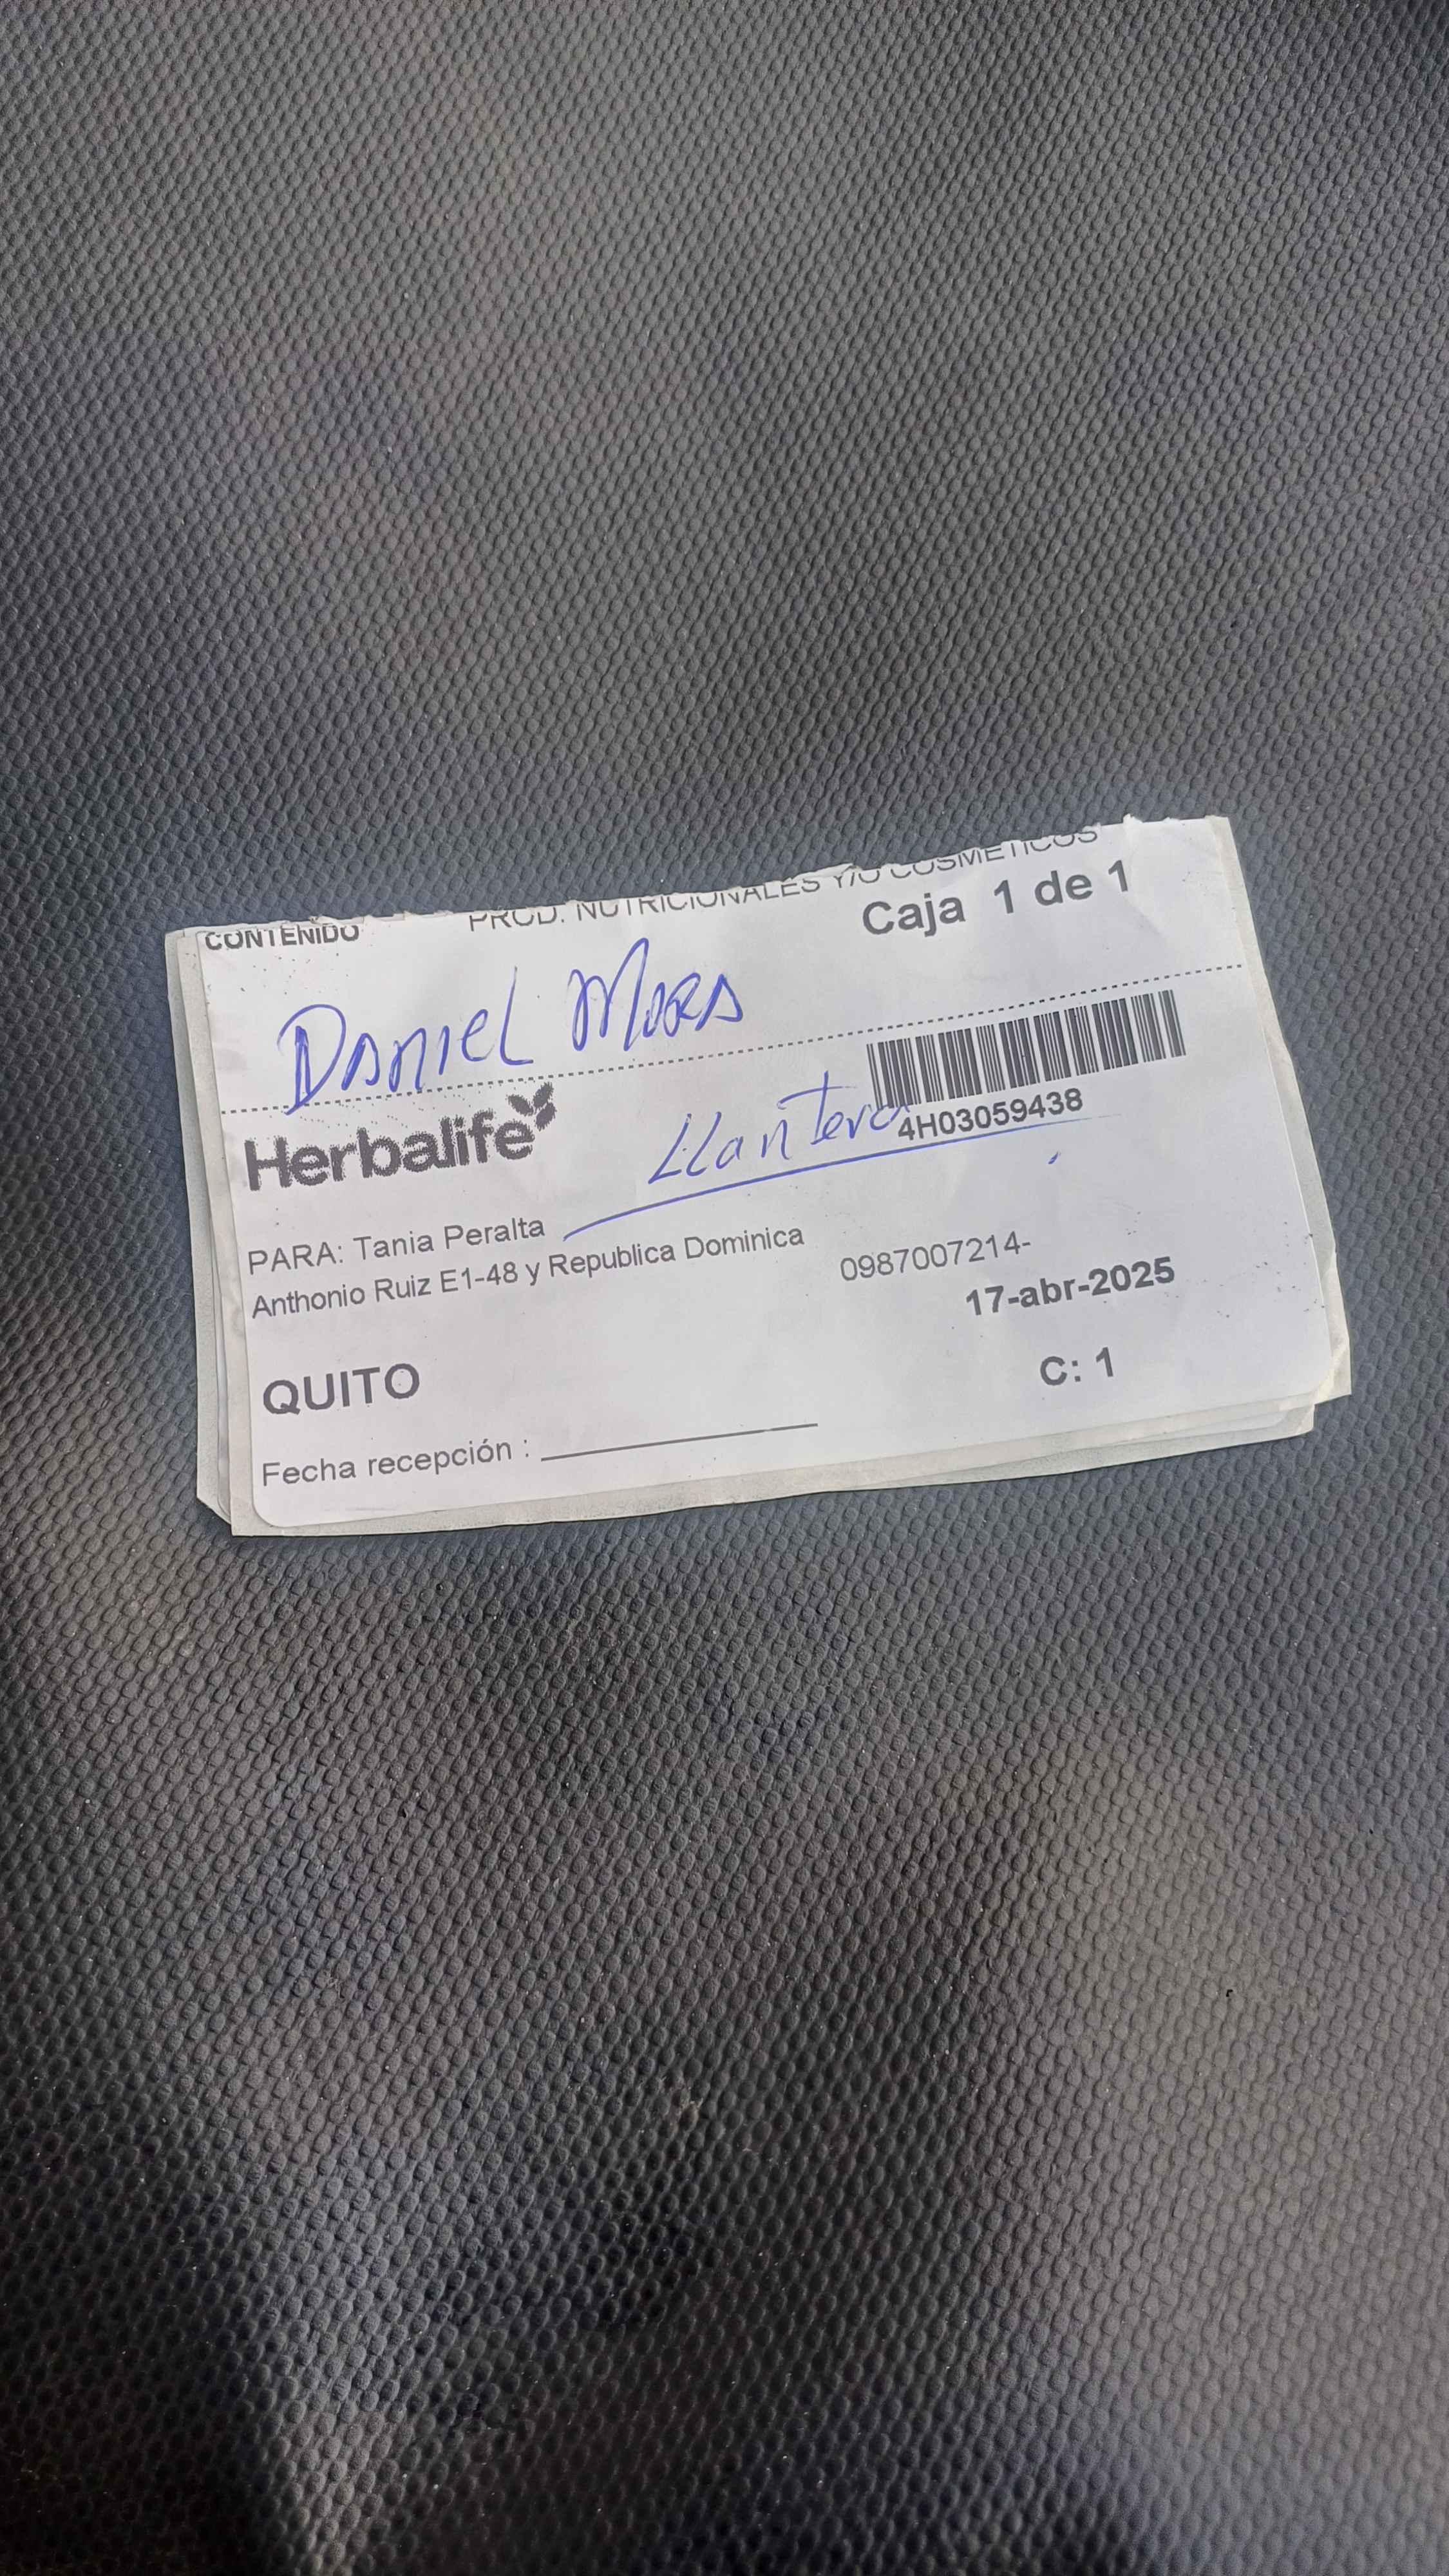 CONTENIDO PROD. NUTRICIONALES Y/O COSMETICOS
Caja 1 de 1
Daniel Mora
Herbalife
Llantera
4H03059438
PARA: Tania Peralta
Anthonio Ruiz E1-48 y Republica Dominica
0987007214-
17-abr-2025
QUITO
C: 1
Fecha recepción :